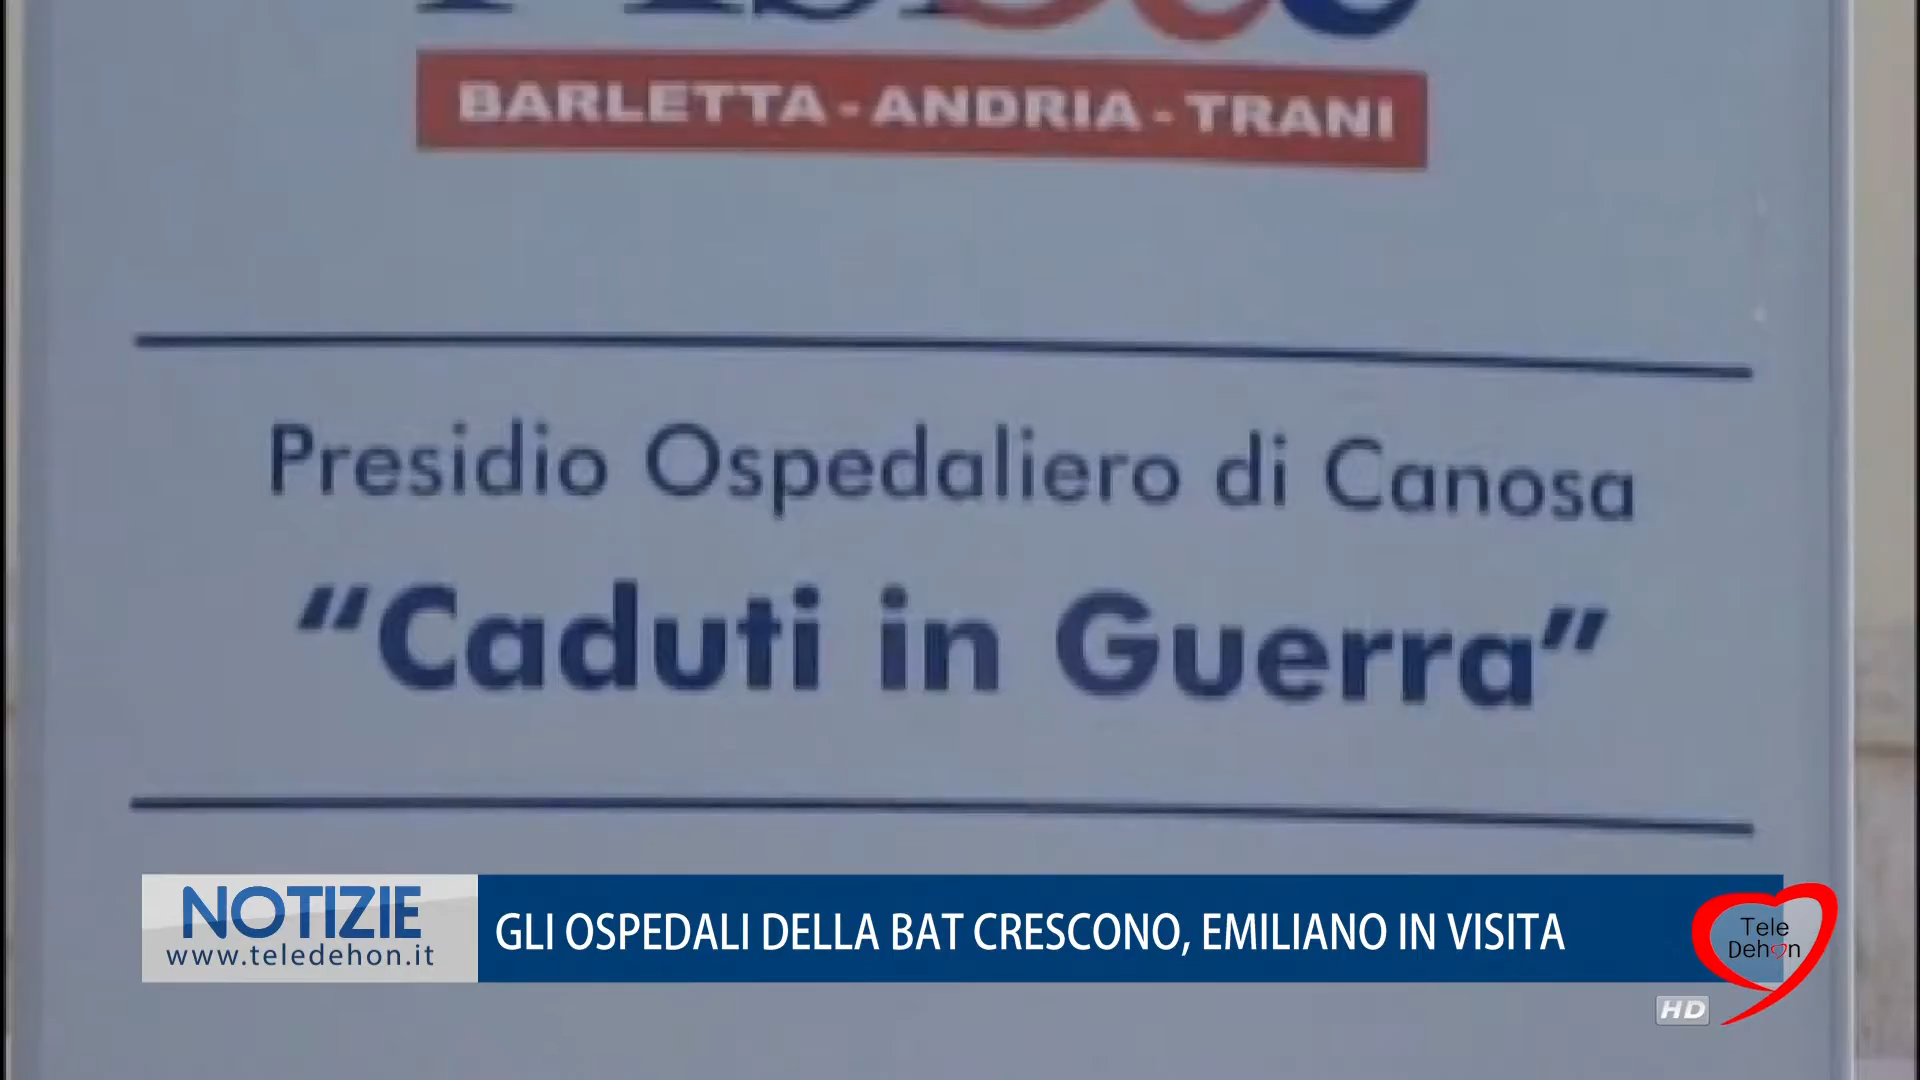 BARLETTA - ANDRIA - TRANI
Presidio Ospedaliero di Canosa
“Caduti in Guerra”
NOTIZIE
www.teledehon.it
GLI OSPEDALI DELLA BAT CRESCONO, EMILIANO IN VISITA
Tele
Dehon
HD